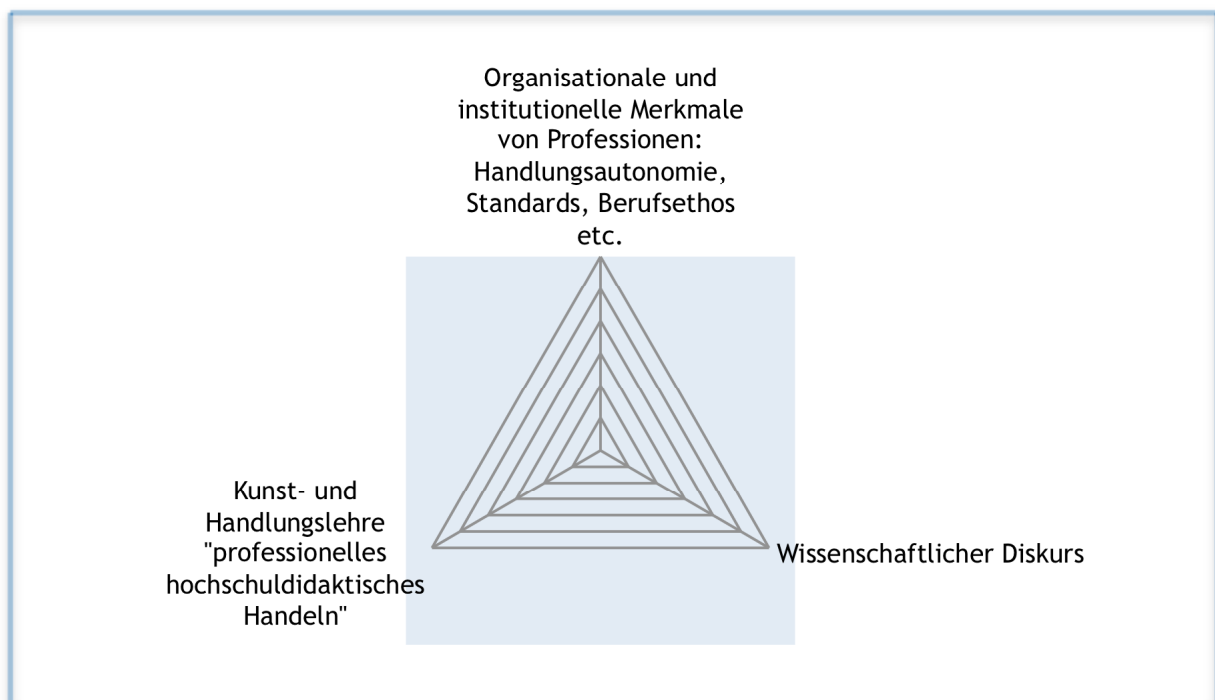 Organisationale und
institutionelle Merkmale
von Professionen:
Handlungsautonomie,
Standards, Berufsethos
etc.
Kunst- und
Handlungslehre
"professionelles
hochschuldidaktisches
Handeln"
Wissenschaftlicher Diskurs